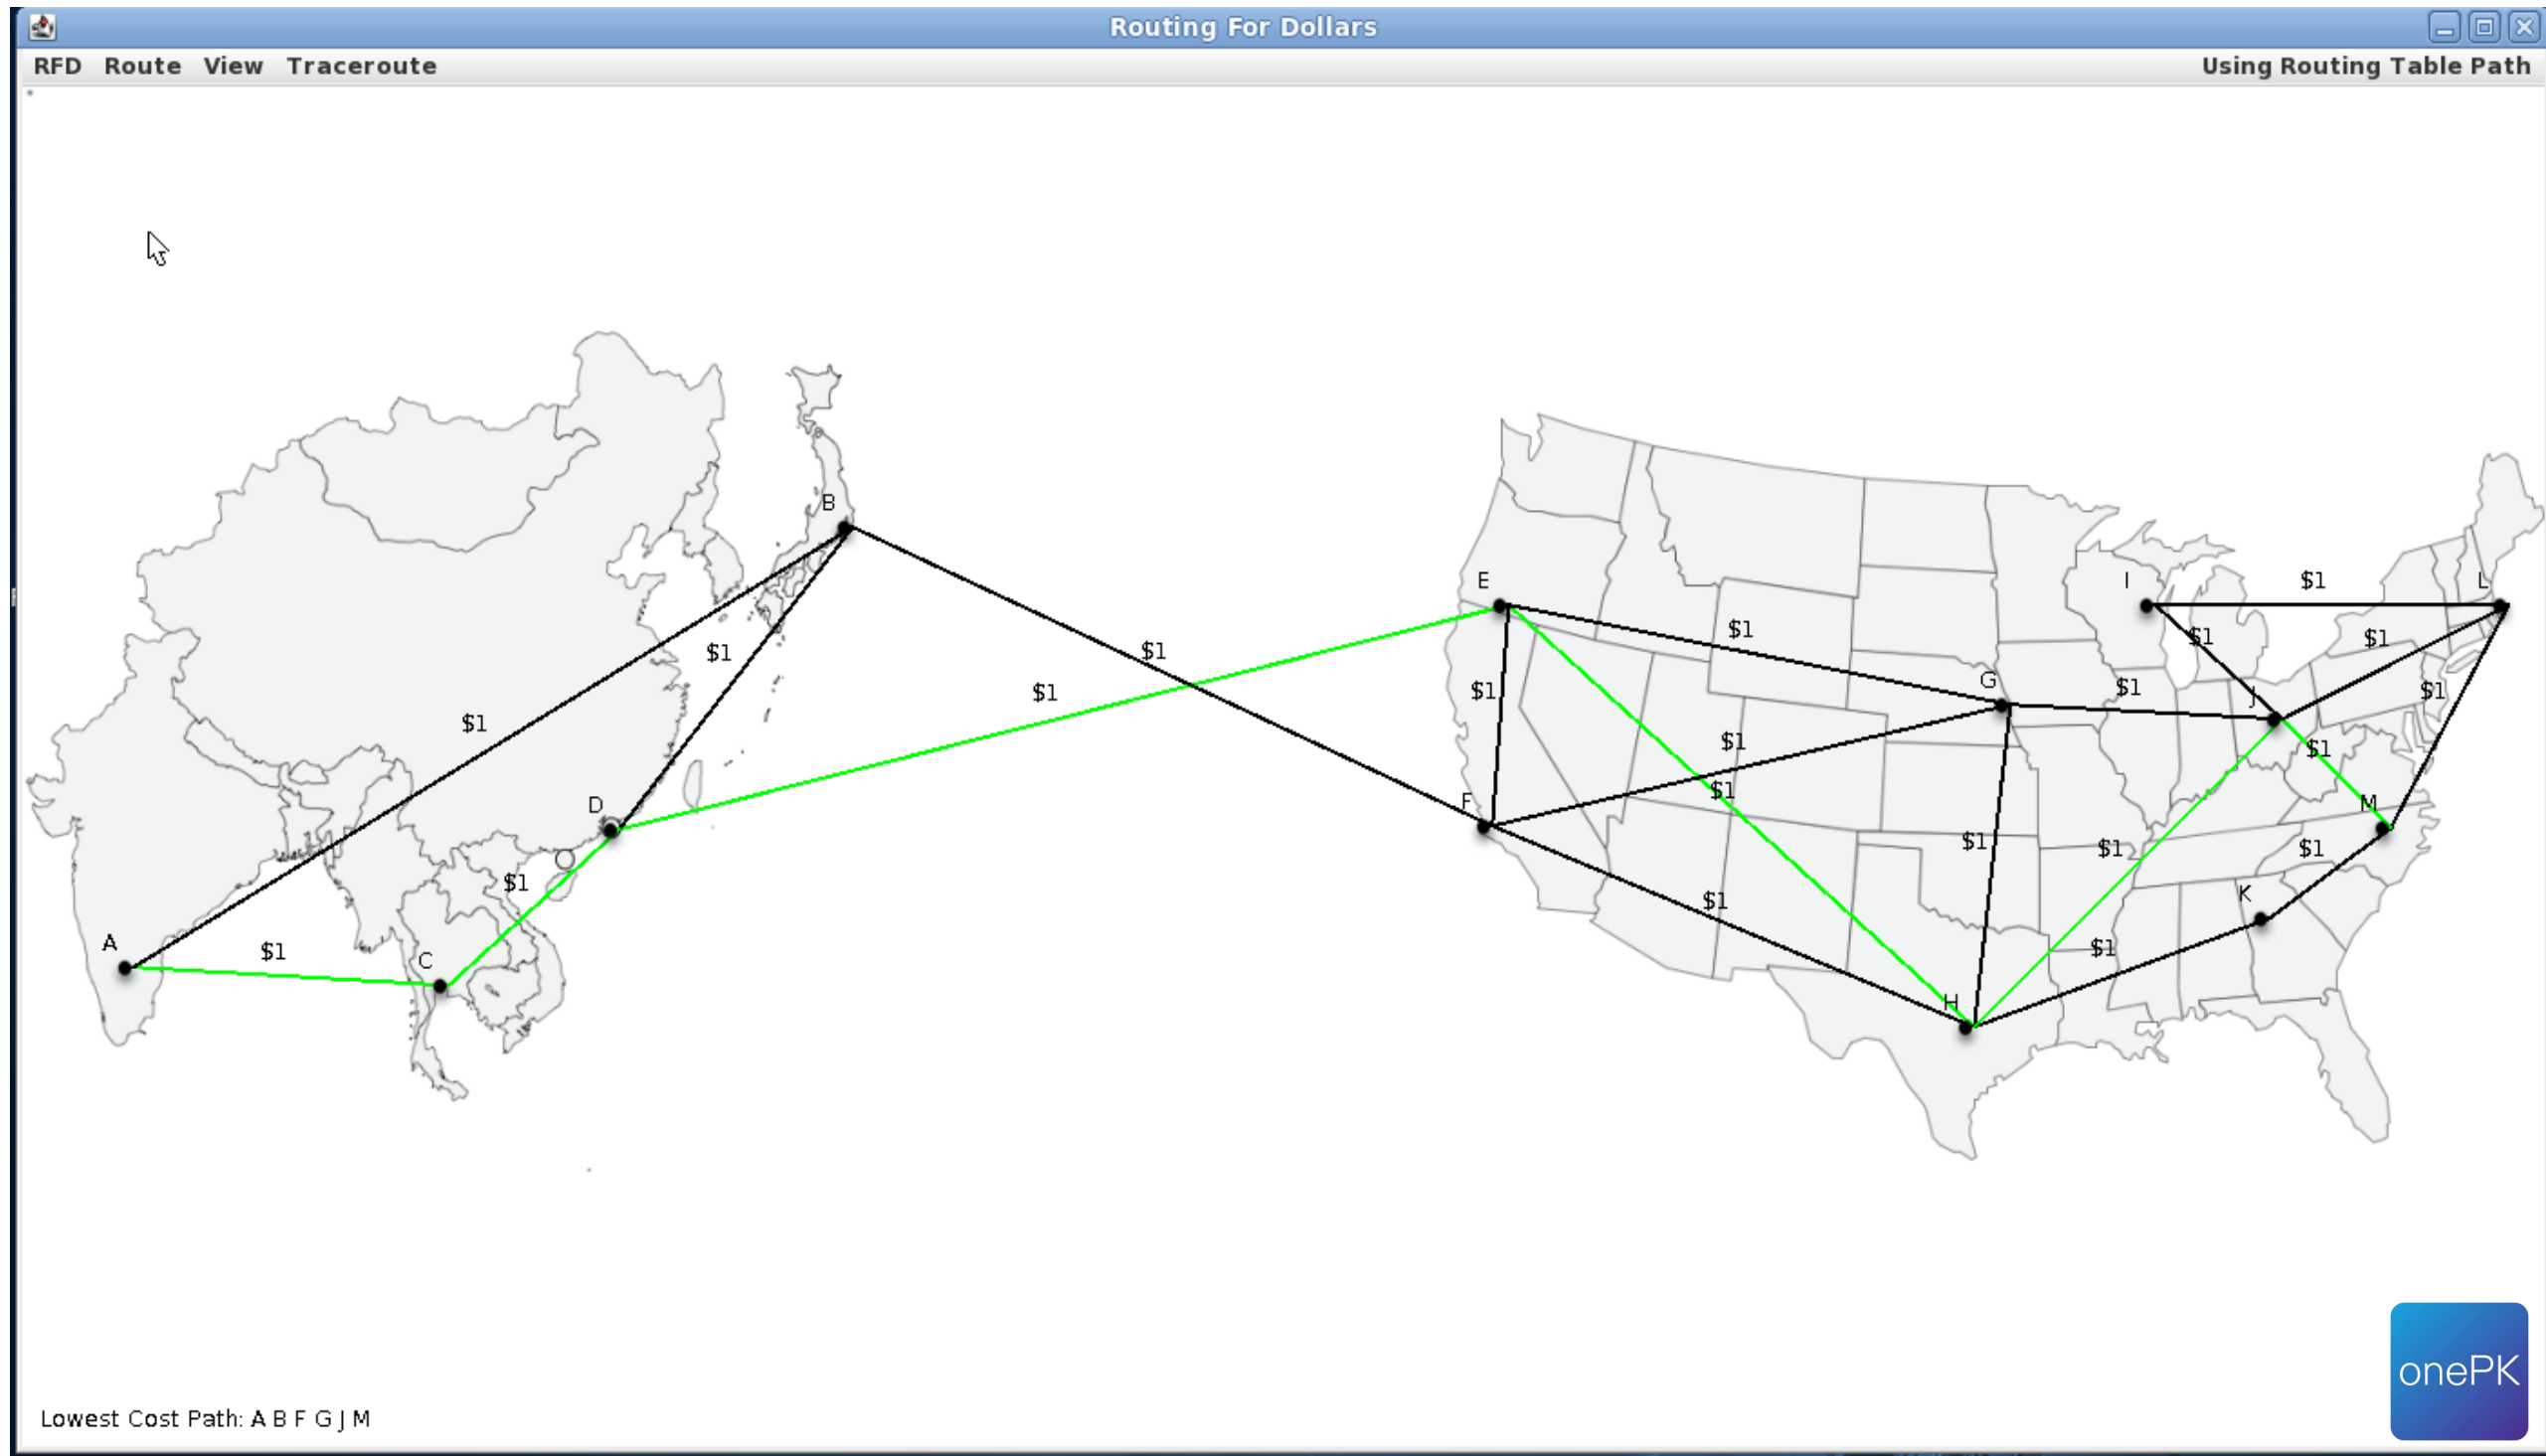 Routing For Dollars
RFD Route View Traceroute Using Routing Table Path
B
$1
E
I
$1
L
$1
$1
$1
$1
$1
$1
G
$1
J
$1
$1
$1
$1
$1
$1
D
F
M
$1
$1
$1
$1
K
$1
A
$1
C
$1
H
onePK
Lowest Cost Path: A B F G J M